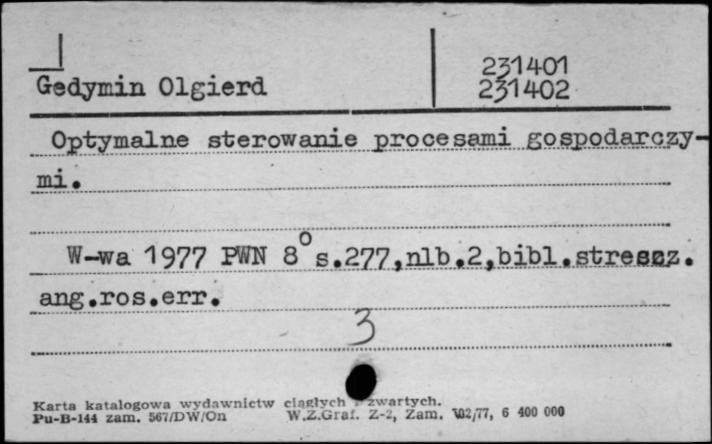 231401
Gedymin Olgierd
231402
Optymalne sterowanie procesami gospodarczy-
mi.
W-wa 1977 PWN 8° s.277,nlb.2,bibl.streszcz.
ang.ros.err.
3
Karta katalogowa wydawnictw ciągłych i zwartych.
Pu-B-144 zam. 567/DW/On W.Z.Graf. Z-2, Zam. 102/77, 6 400 000